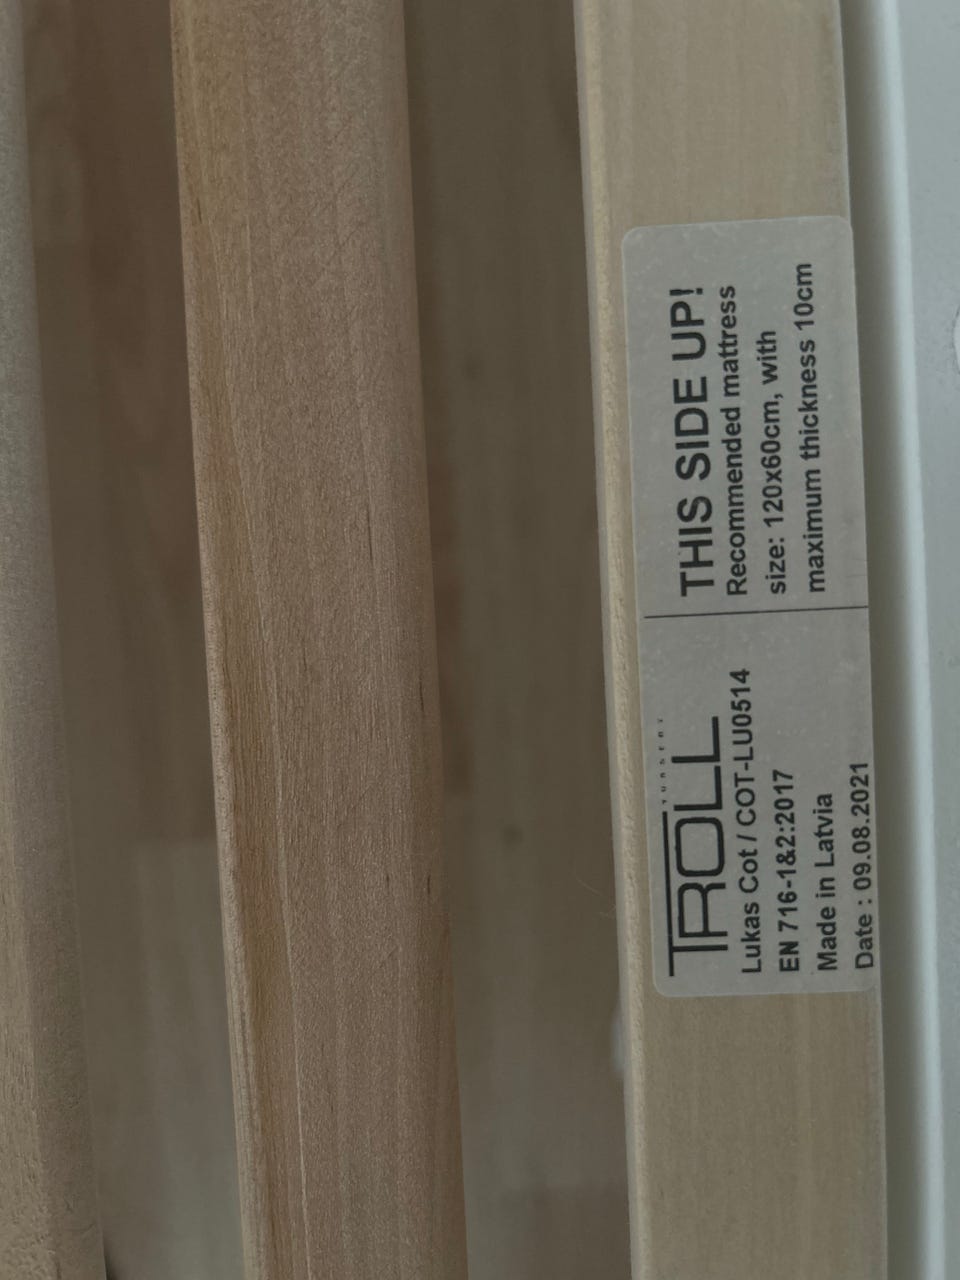 TROLL
NURSERY
Lukas Cot / COT-LU0514
EN 716-1&2:2017
Made in Latvia
Date : 09.08.2021
THIS SIDE UP!
Recommended mattress
size: 120x60cm, with
maximum thickness 10cm